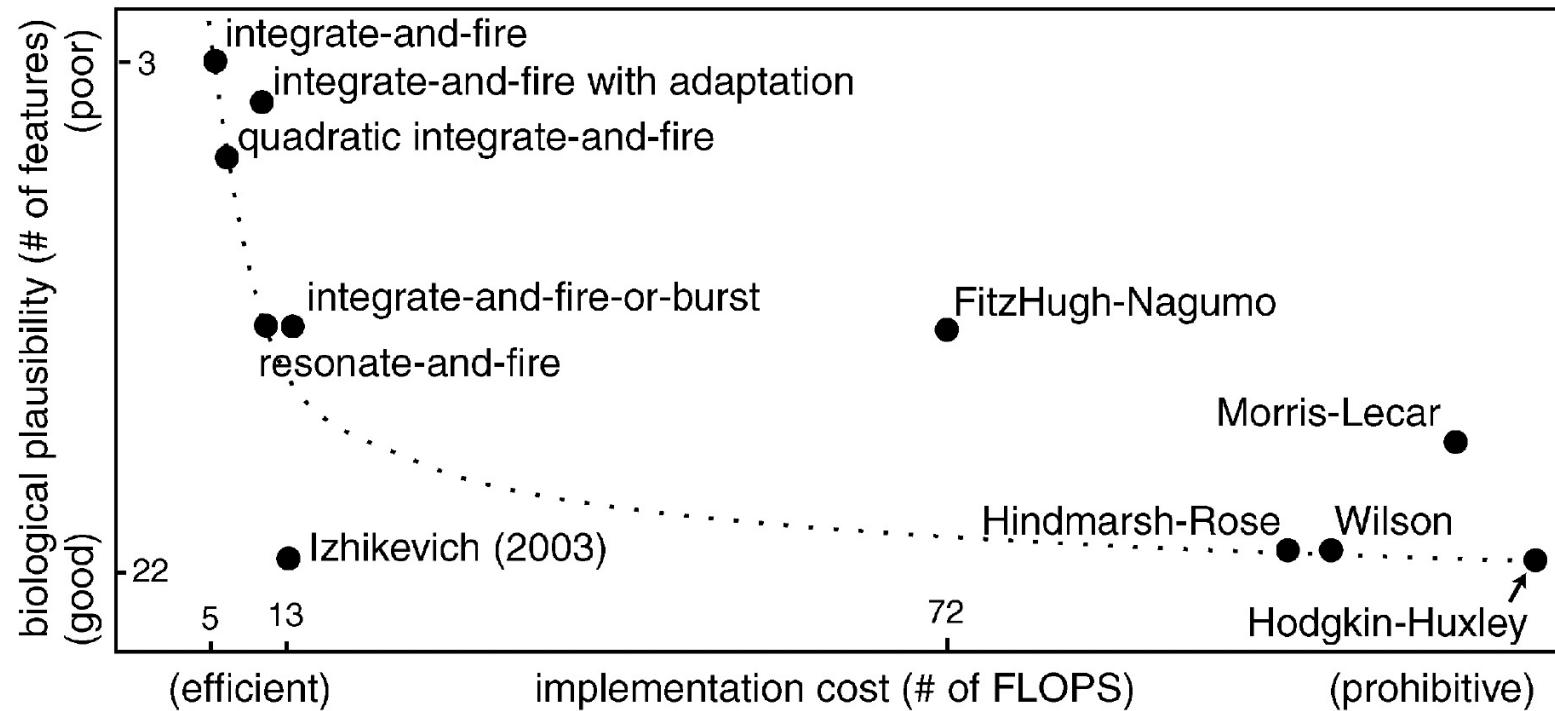 biological plausibility (# of features)
(poor)
(good)
3
22
integrate-and-fire
integrate-and-fire with adaptation
quadratic integrate-and-fire
integrate-and-fire-or-burst
resonate-and-fire
FitzHugh-Nagumo
Morris-Lecar
Hindmarsh-Rose
Wilson
Izhikevich (2003)
Hodgkin-Huxley
5
13
72
(efficient)
implementation cost (# of FLOPS)
(prohibitive)